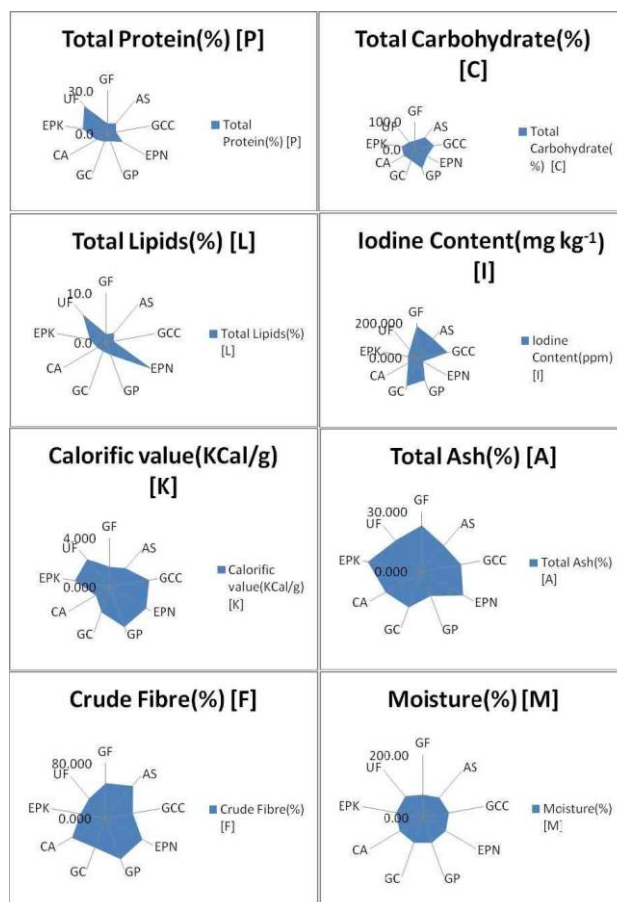 Total Protein(%) [P]
30.0
0.0
GF
AS
GCC
EPN
GP
GC
CA
EPK
UF
Total
Protein(%) [P]
Total Carbohydrate(%)
[C]
100.0
0.0
GF
AS
GCC
EPN
GP
GC
CA
EPK
UF
Total
Carbohydrate(
%) [C]
Total Lipids(%) [L]
10.0
0.0
GF
AS
GCC
EPN
GP
GC
CA
EPK
UF
Total Lipids(%)
[L]
Iodine Content(mg kg⁻¹)
[I]
200.000
0.000
GF
AS
GCC
EPN
GP
GC
CA
EPK
UF
Iodine
Content(ppm)
[I]
Calorific value(KCal/g)
[K]
4.000
0.000
GF
AS
GCC
EPN
GP
GC
CA
EPK
UF
Calorific
value(KCal/g)
[K]
Total Ash(%) [A]
30.000
0.000
GF
AS
GCC
EPN
GP
GC
CA
EPK
UF
Total Ash(%)
[A]
Crude Fibre(%) [F]
80.000
0.000
GF
AS
GCC
EPN
GP
GC
CA
EPK
UF
Crude Fibre(%)
[F]
Moisture(%) [M]
200.00
0.00
GF
AS
GCC
EPN
GP
GC
CA
EPK
UF
Moisture(%)
[M]